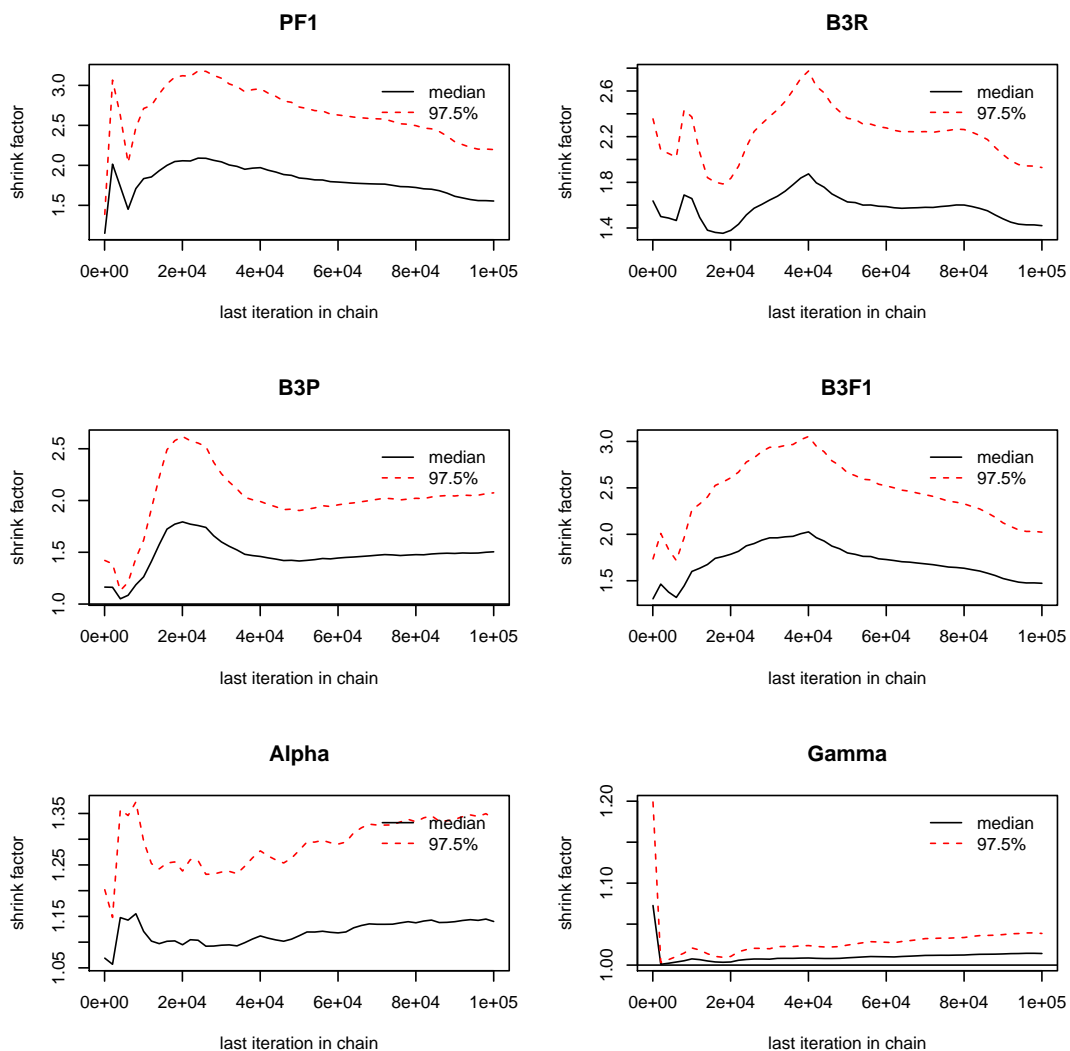 PF1
shrink factor
1.5 2.0 2.5 3.0
median
97.5%
0e+00 2e+04 4e+04 6e+04 8e+04 1e+05
last iteration in chain
B3R
shrink factor
1.4 1.8 2.2 2.6
median
97.5%
0e+00 2e+04 4e+04 6e+04 8e+04 1e+05
last iteration in chain
B3P
shrink factor
1.0 1.5 2.0 2.5
median
97.5%
0e+00 2e+04 4e+04 6e+04 8e+04 1e+05
last iteration in chain
B3F1
shrink factor
1.5 2.0 2.5 3.0
median
97.5%
0e+00 2e+04 4e+04 6e+04 8e+04 1e+05
last iteration in chain
Alpha
shrink factor
1.05 1.15 1.25 1.35
median
97.5%
0e+00 2e+04 4e+04 6e+04 8e+04 1e+05
last iteration in chain
Gamma
shrink factor
1.00 1.10 1.20
median
97.5%
0e+00 2e+04 4e+04 6e+04 8e+04 1e+05
last iteration in chain